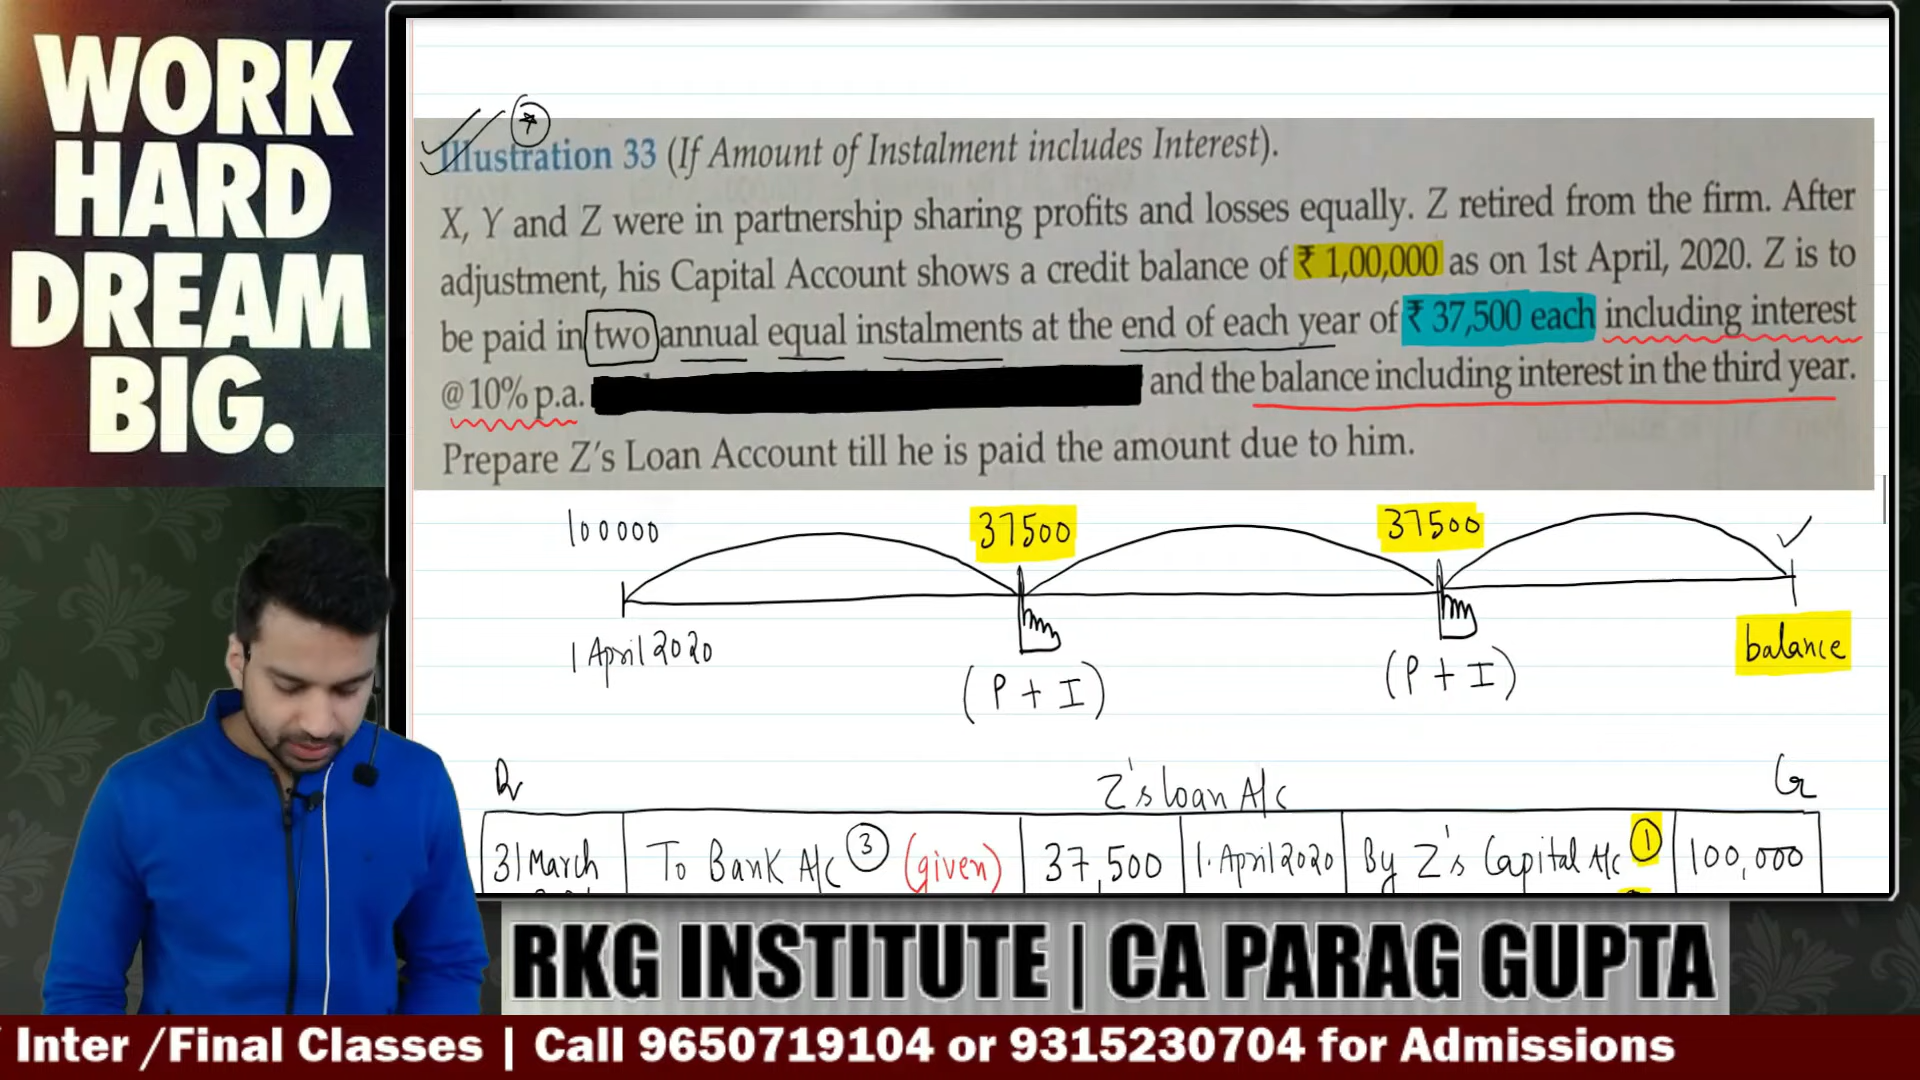 WORK
HARD
DREAM
BIG.
Illustration 33 (If Amount of Instalment includes Interest).
X, Y and Z were in partnership sharing profits and losses equally. Z retired from the firm. After
adjustment, his Capital Account shows a credit balance of ₹ 1,00,000 as on 1st April, 2020. Z is to
be paid in two annual equal instalments at the end of each year of ₹ 37,500 each including interest
@ 10% p.a. and the balance including interest in the third year.
Prepare Z's Loan Account till he is paid the amount due to him.
100000 37500 37500
1 April 2020 (P + I) (P + I) balance
Dr Z's Loan A/c Cr
31 March To Bank A/c ③ (given) 37,500 1. April 2020 By Z's Capital A/c ① 100,000
RKG INSTITUTE | CA PARAG GUPTA
Inter /Final Classes | Call 9650719104 or 9315230704 for Admissions